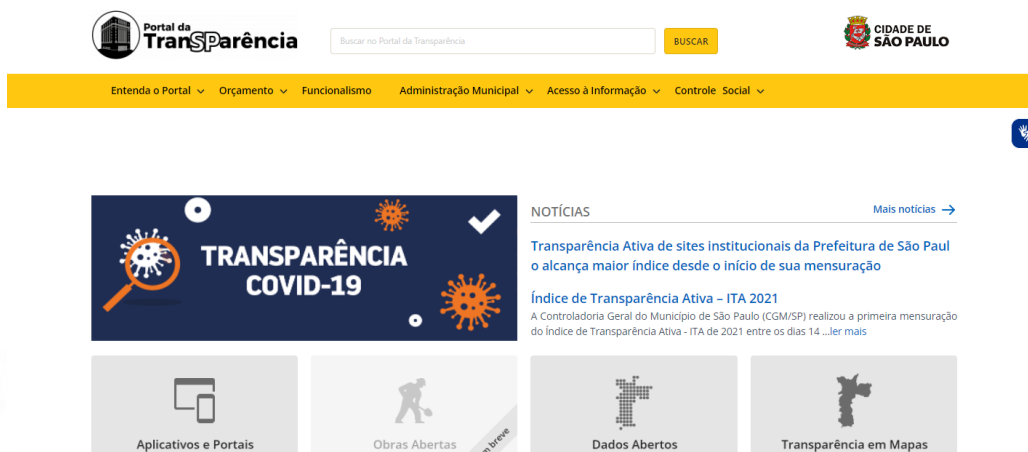 Portal da
TranSParência
Buscar no Portal da Transparência
BUSCAR
CIDADE DE
SÃO PAULO
Entenda o Portal
Orçamento
Funcionalismo
Administração Municipal
Acesso à Informação
Controle Social
TRANSPARÊNCIA
COVID-19
NOTÍCIAS
Mais notícias
Transparência Ativa de sites institucionais da Prefeitura de São Paul
o alcança maior índice desde o início de sua mensuração
Índice de Transparência Ativa – ITA 2021
A Controladoria Geral do Município de São Paulo (CGM/SP) realizou a primeira mensuração
do Índice de Transparência Ativa - ITA de 2021 entre os dias 14 ...ler mais
Aplicativos e Portais
Obras Abertas
breve
Dados Abertos
Transparência em Mapas